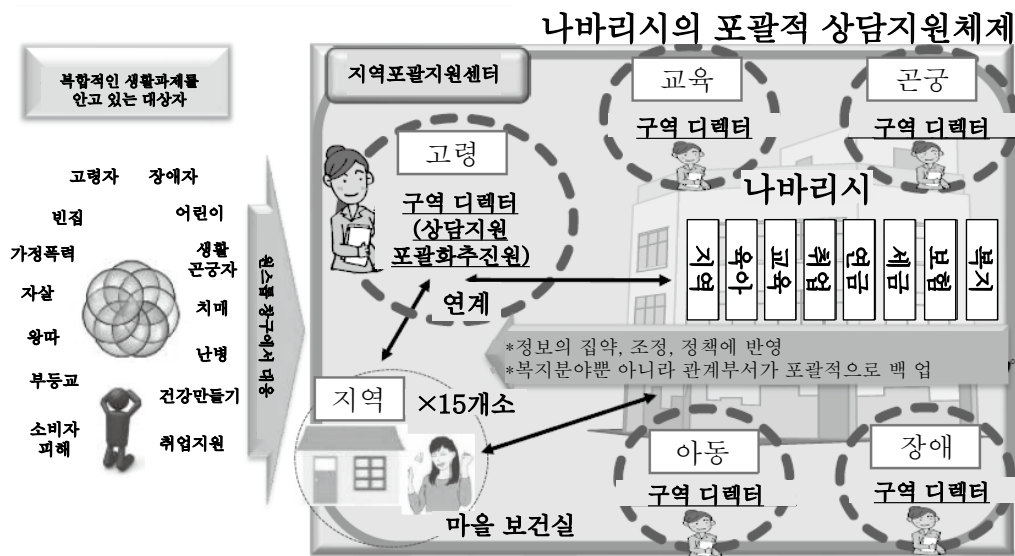 나바리시의 포괄적 상담지원체제
복합적인 생활과제를
안고 있는 대상자
고령자
장애자
빈집
어린이
가정폭력
생활
곤궁자
자살
치매
왕따
난병
부등교
건강만들기
소비자
피해
취업지원
원스톱 창구에서 대응
지역포괄지원센터
고령
구역 디렉터
(상담지원
포괄화추진원)
연계
교육
구역 디렉터
곤궁
구역 디렉터
나바리시
지역
육아
교육
취업
연금
세금
보험
복지
*정보의 집약, 조정, 정책에 반영
*복지분야뿐 아니라 관계부서가 포괄적으로 백 업
지역
×15개소
마을 보건실
아동
구역 디렉터
장애
구역 디렉터